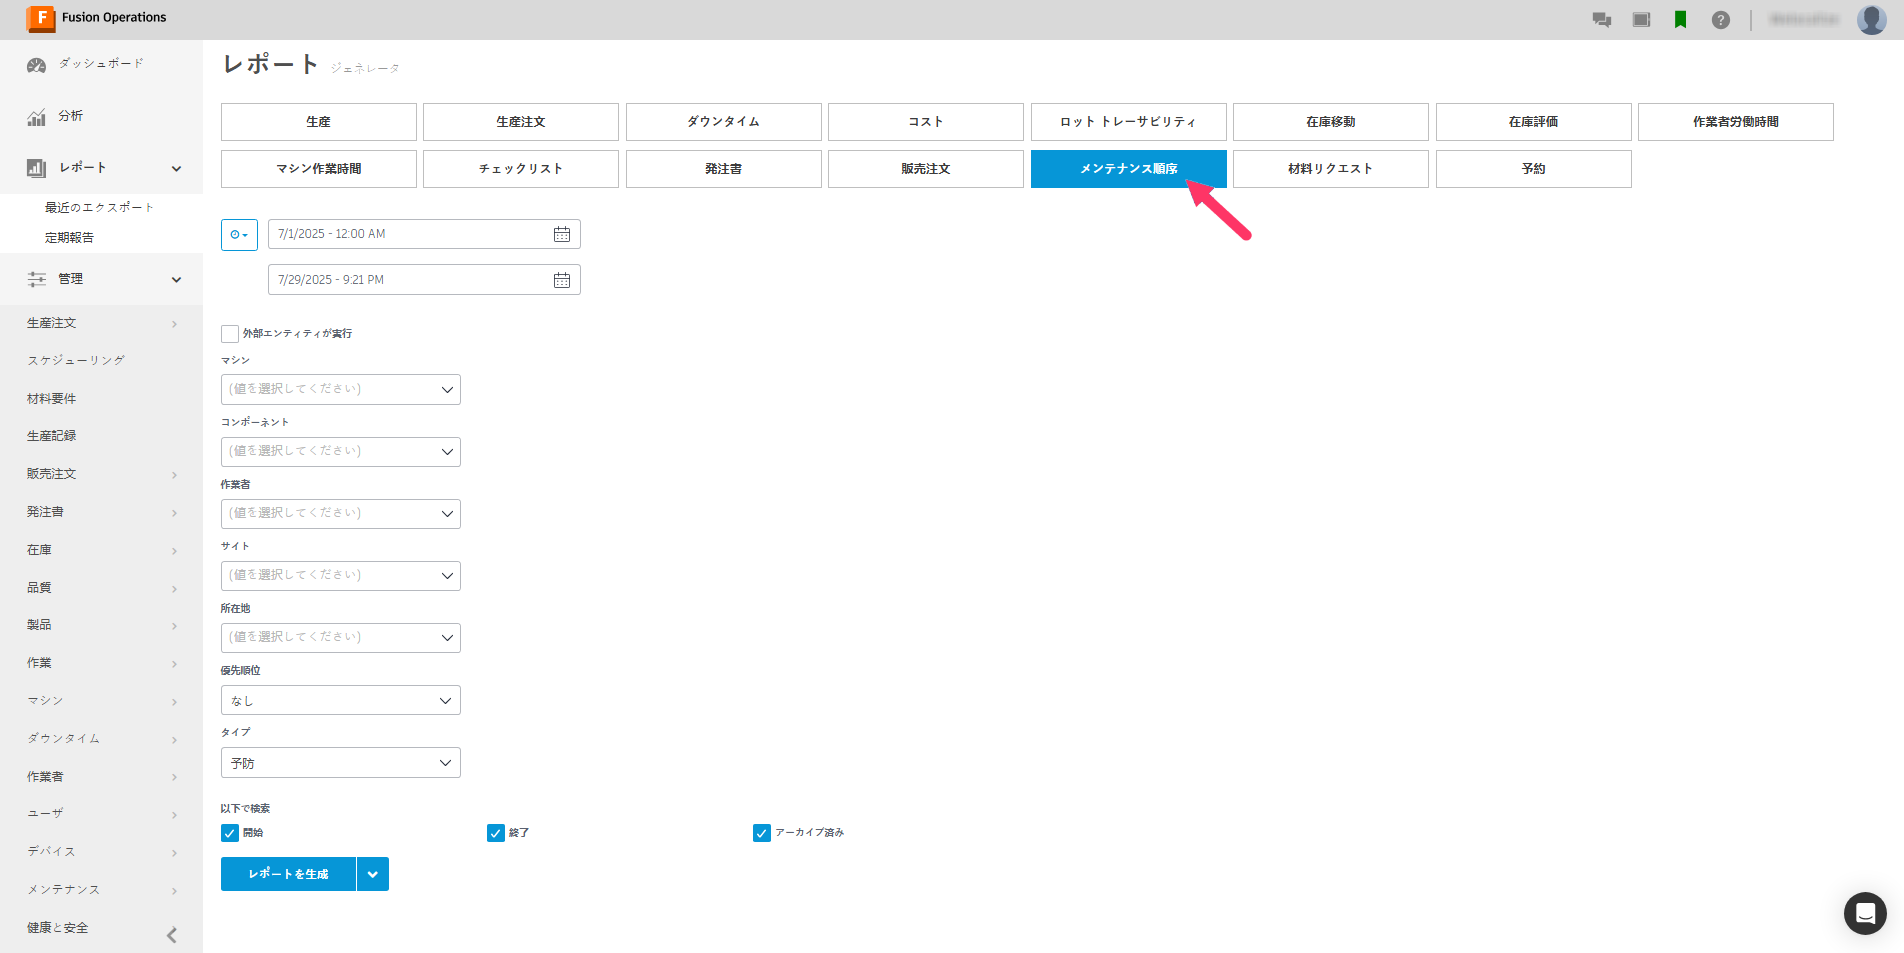 Fusion Operations
ダッシュボード
分析
レポート
最近のエクスポート
定期報告
管理
生産注文
スケジューリング
材料要件
生産記録
販売注文
発注書
在庫
品質
製品
作業
マシン
ダウンタイム
作業者
ユーザ
デバイス
メンテナンス
健康と安全
レポート ジェネレータ
生産 生産注文 ダウンタイム コスト ロット トレーサビリティ 在庫移動 在庫評価 作業者労働時間
マシン作業時間 チェックリスト 発注書 販売注文 メンテナンス順序 材料リクエスト 予約
7/1/2025 - 12:00 AM
7/29/2025 - 9:21 PM
外部エンティティが実行
マシン
(値を選択してください)
コンポーネント
(値を選択してください)
作業者
(値を選択してください)
サイト
(値を選択してください)
所在地
(値を選択してください)
優先順位
なし
タイプ
予防
以下で検索
開始 終了 アーカイブ済み
レポートを生成